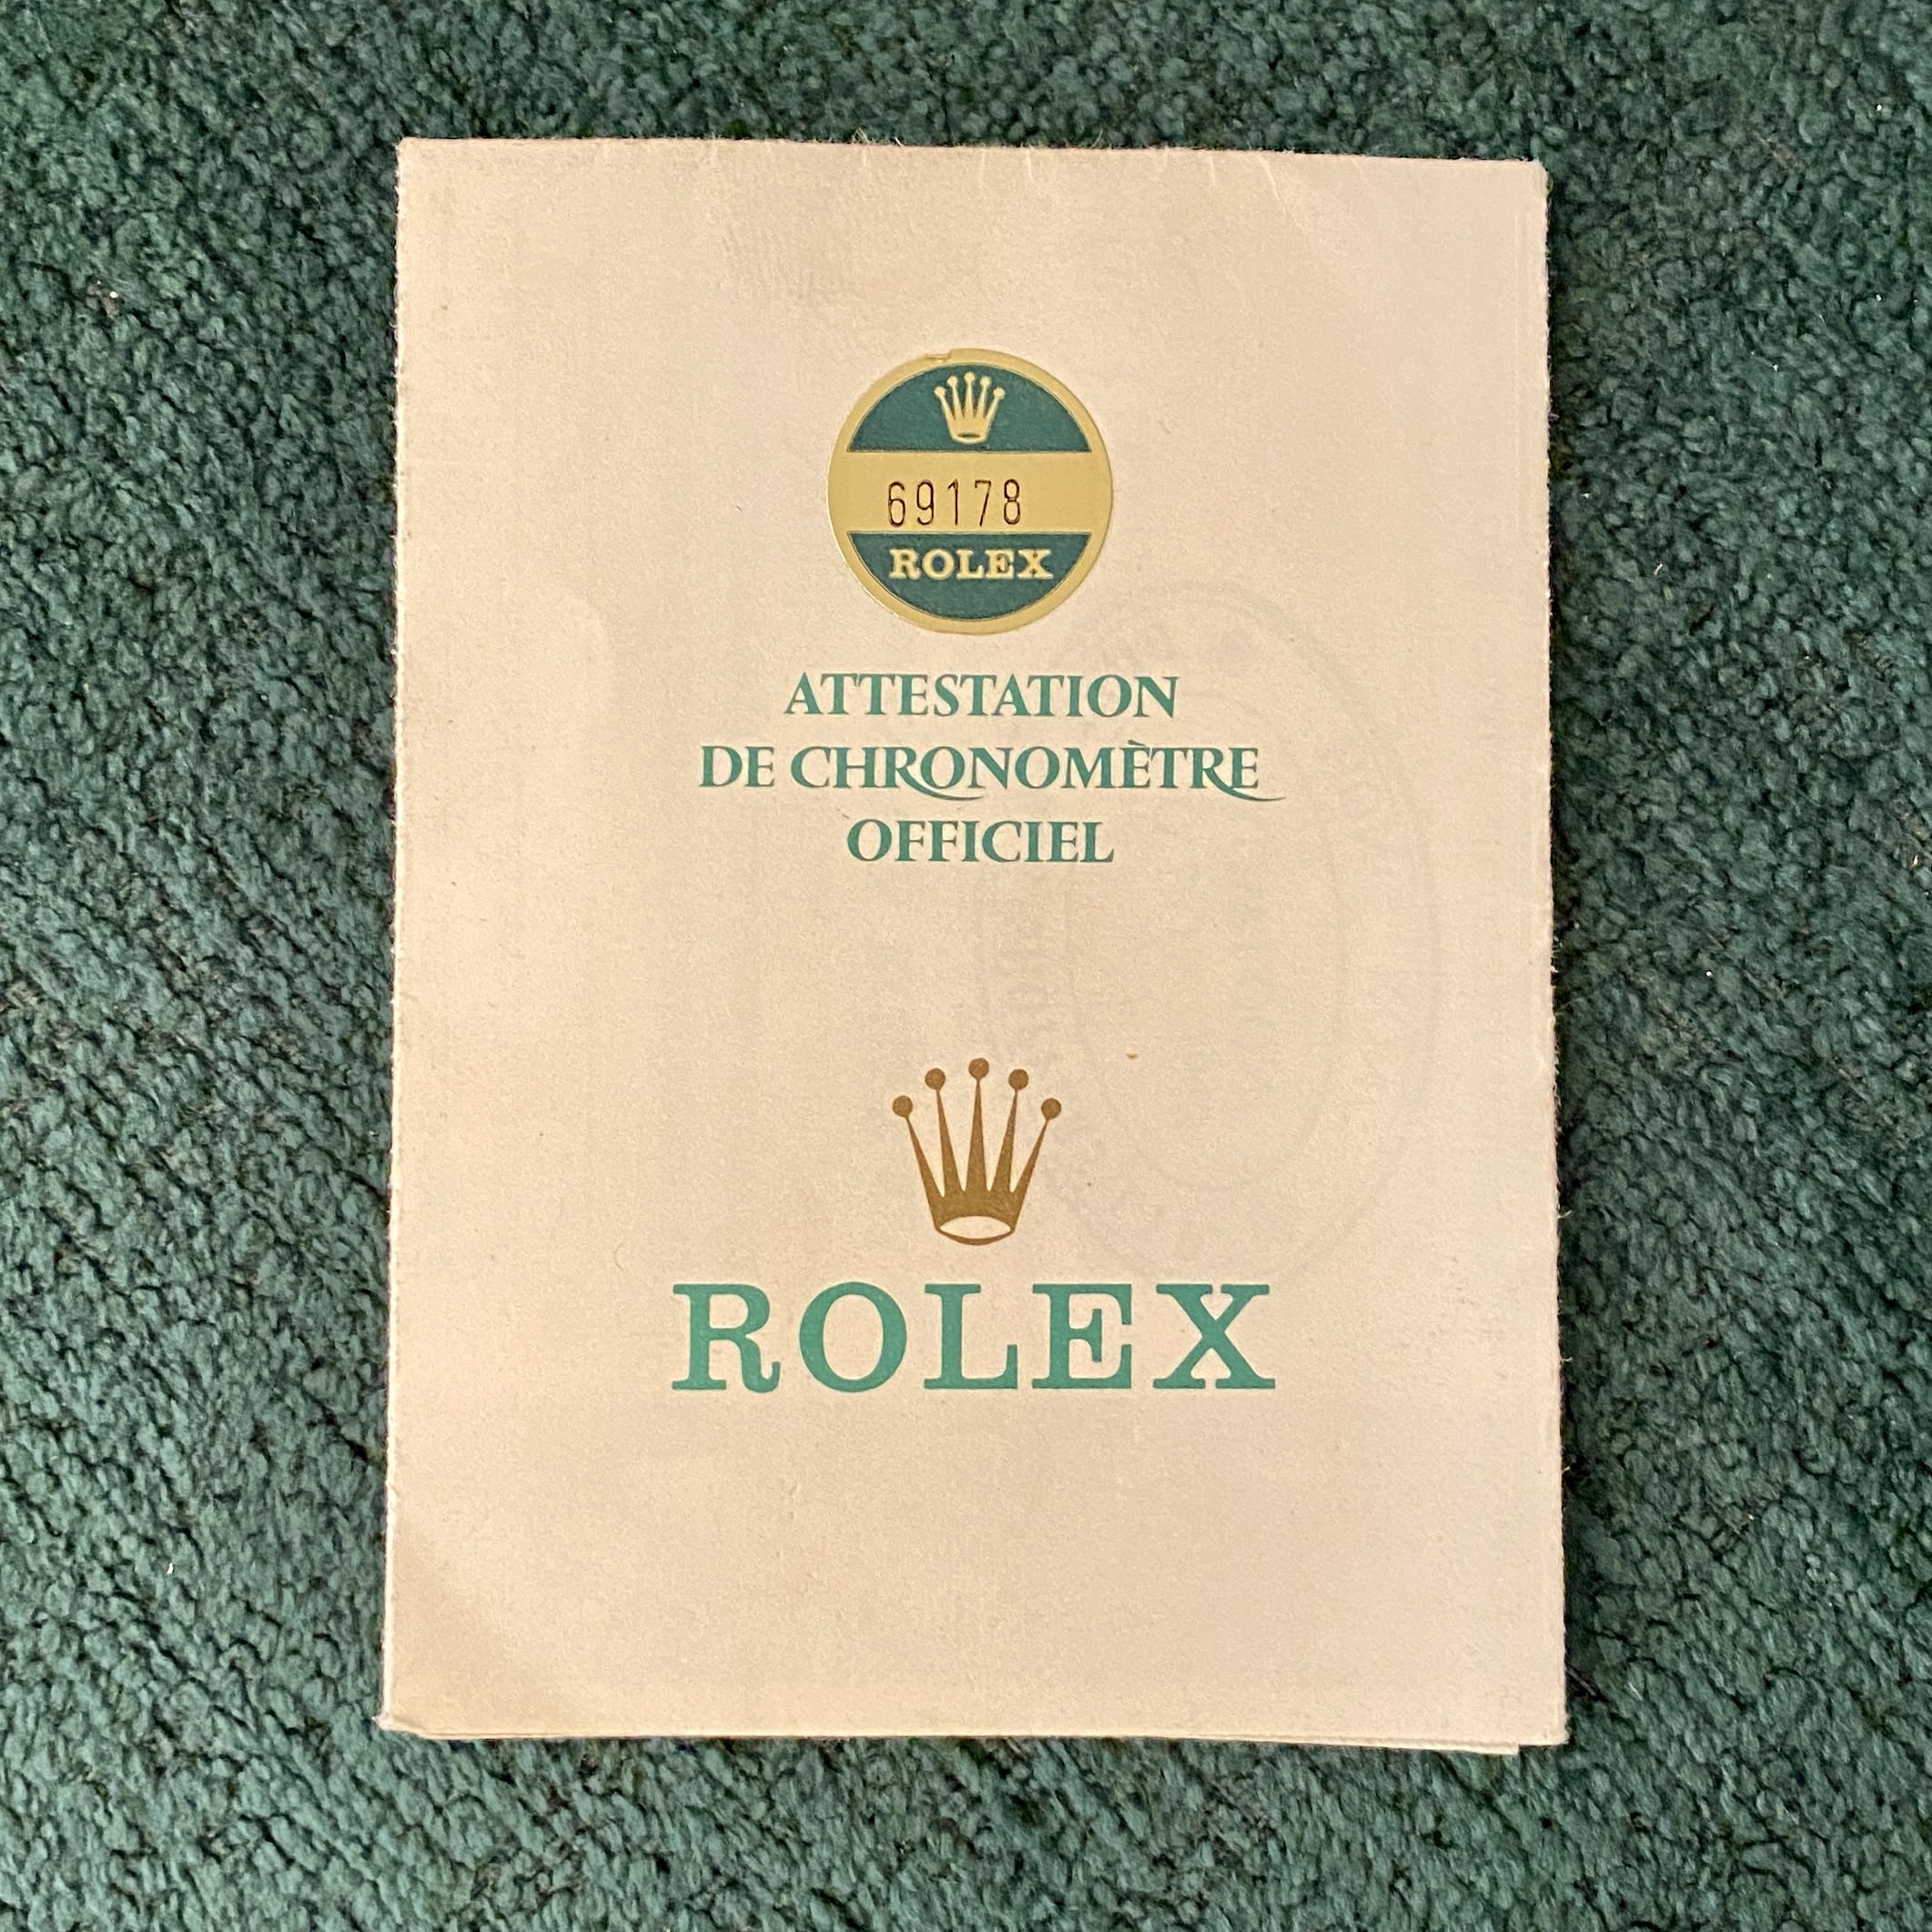 69178
ROLEX
ATTESTATION
DE CHRONOMÈTRE
OFFICIEL
ROLEX